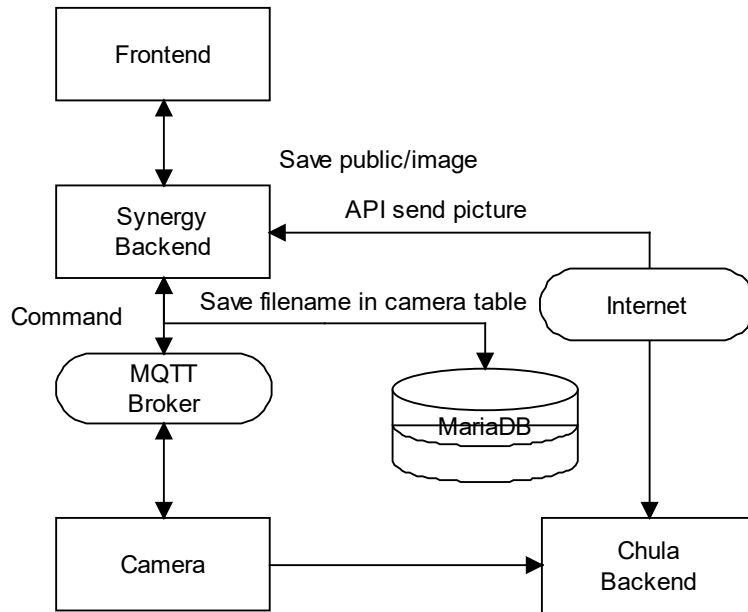 Frontend
Save public/image
Synergy
Backend
API send picture
Internet
Command
Save filename in camera table
MQTT
Broker
MariaDB
Camera
Chula
Backend